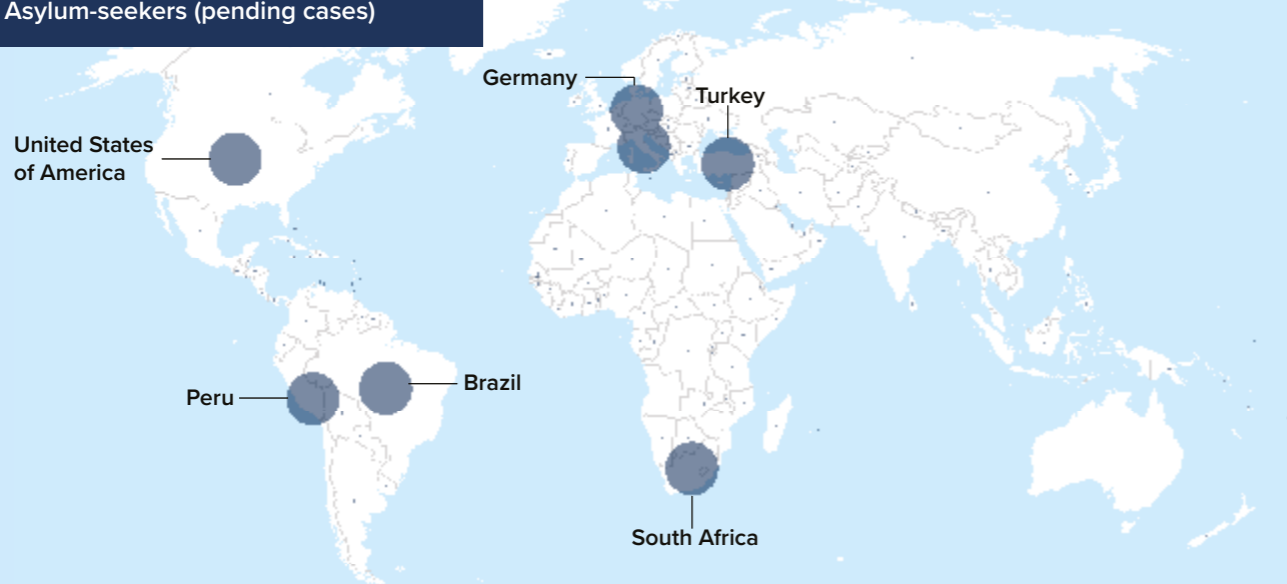 Asylum-seekers (pending cases)
Germany
Turkey
United States
of America
Peru
Brazil
South Africa